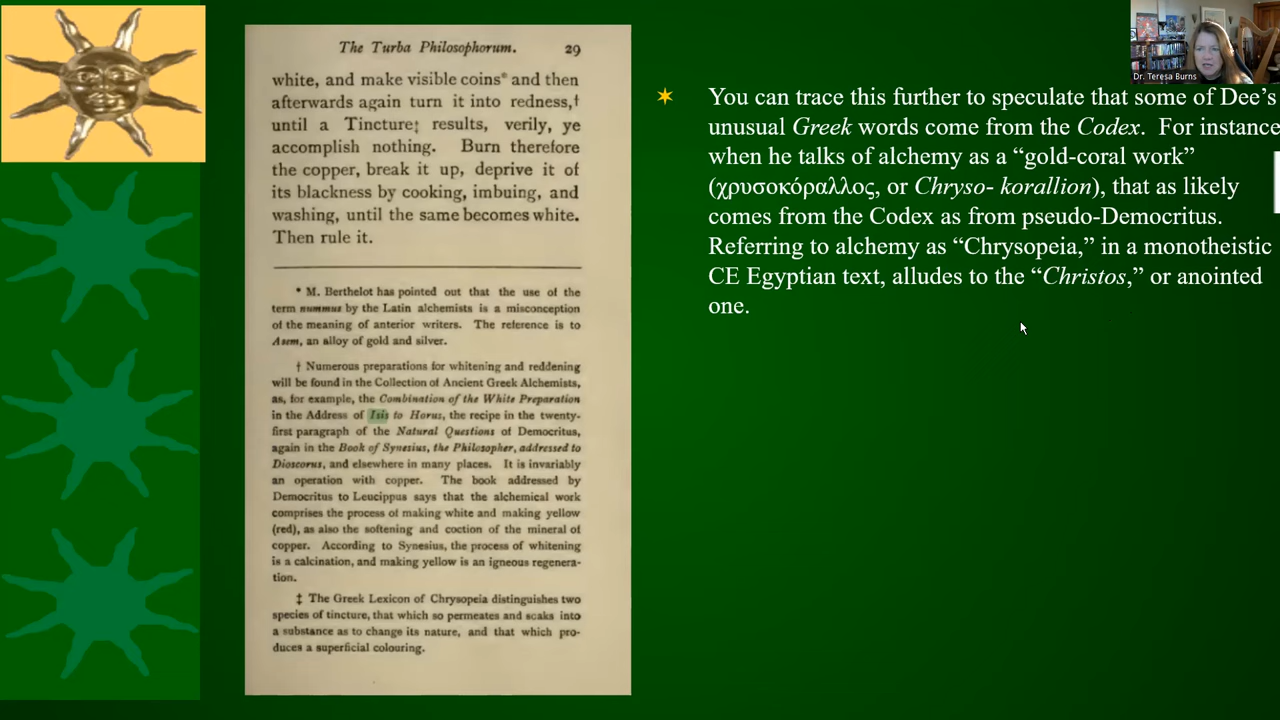 The Turba Philosophorum. 29
white, and make visible coins* and then
afterwards again turn it into redness,†
until a Tincture‡ results, verily, ye
accomplish nothing. Burn therefore
the copper, break it up, deprive it of
its blackness by cooking, imbuing, and
washing, until the same becomes white.
Then rule it.
* M. Berthelot has pointed out that the use of the
term nummus by the Latin alchemists is a misconception
of the meaning of anterior writers. The reference is to
Asem, an alloy of gold and silver.
† Numerous preparations for whitening and reddening
will be found in the Collection of Ancient Greek Alchemists,
as, for example, the Combination of the White Preparation
in the Address of Isis to Horus, the recipe in the twenty-
first paragraph of the Natural Questions of Democritus,
again in the Book of Synesius, the Philosopher, addressed to
Dioscorus, and elsewhere in many places. It is invariably
an operation with copper. The book addressed by
Democritus to Leucippus says that the alchemical work
comprises the process of making white and making yellow
(red), as also the softening and coction of the mineral of
copper. According to Synesius, the process of whitening
is a calcination, and making yellow is an igneous regenera-
tion.
‡ The Greek Lexicon of Chrysopeia distinguishes two
species of tincture, that which so permeates and soaks into
a substance as to change its nature, and that which pro-
duces a superficial colouring.
You can trace this further to speculate that some of Dee's
unusual Greek words come from the Codex. For instance
when he talks of alchemy as a “gold-coral work”
(χρυσοκόραλλος, or Chryso- korallion), that as likely
comes from the Codex as from pseudo-Democritus.
Referring to alchemy as “Chrysopeia,” in a monotheistic
CE Egyptian text, alludes to the “Christos,” or anointed
one.
Dr. Teresa Burns